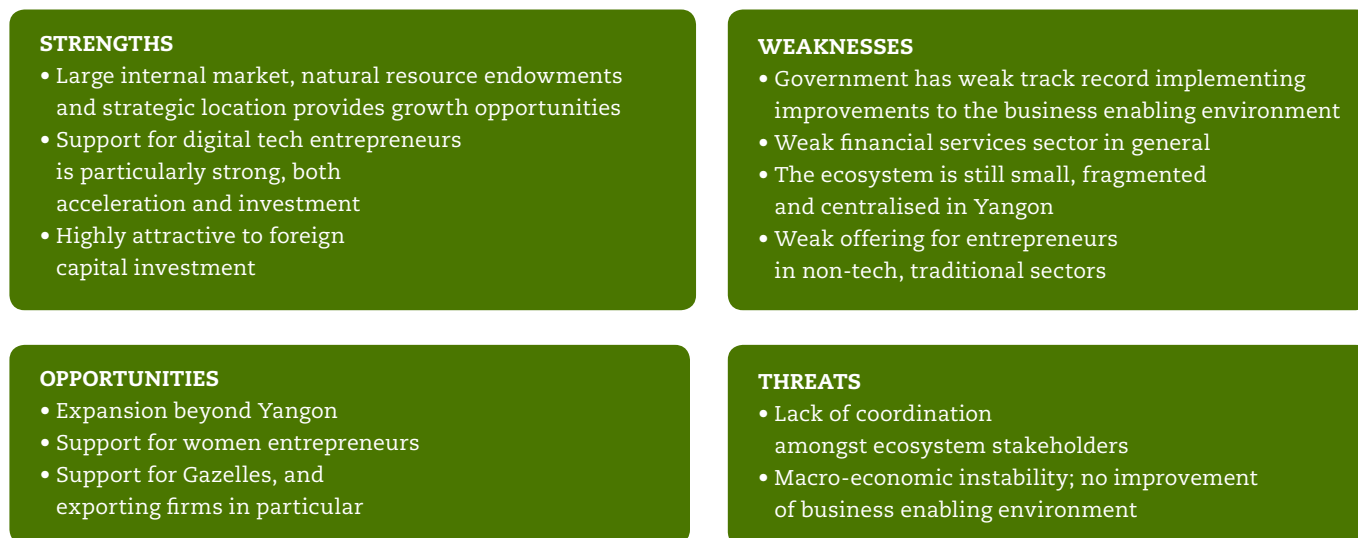 STRENGTHS
• Large internal market, natural resource endowments
and strategic location provides growth opportunities
• Support for digital tech entrepreneurs
is particularly strong, both
acceleration and investment
• Highly attractive to foreign
capital investment
WEAKNESSES
• Government has weak track record implementing
improvements to the business enabling environment
• Weak financial services sector in general
• The ecosystem is still small, fragmented
and centralised in Yangon
• Weak offering for entrepreneurs
in non-tech, traditional sectors
OPPORTUNITIES
• Expansion beyond Yangon
• Support for women entrepreneurs
• Support for Gazelles, and
exporting firms in particular
THREATS
• Lack of coordination
amongst ecosystem stakeholders
• Macro-economic instability; no improvement
of business enabling environment